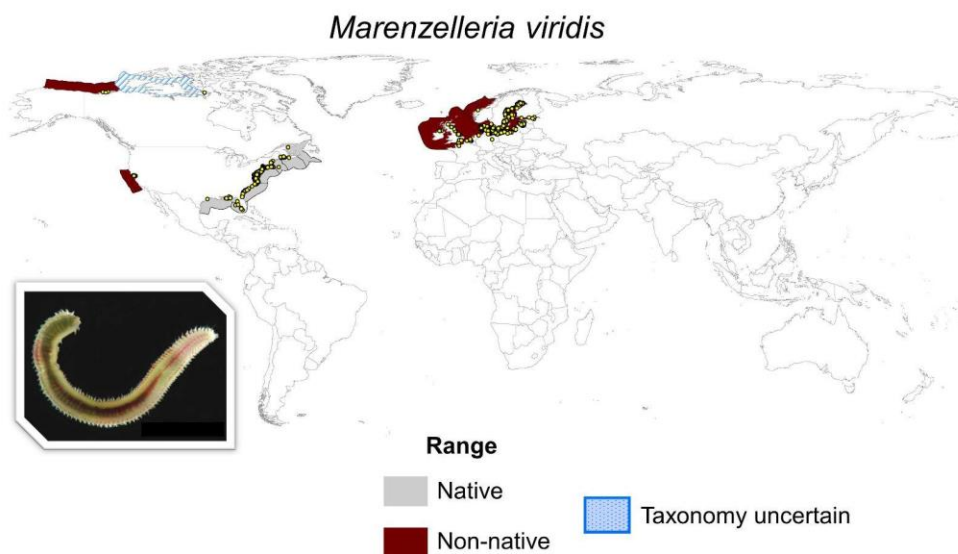 Marenzelleria viridis
Range
Native
Non-native
Taxonomy uncertain